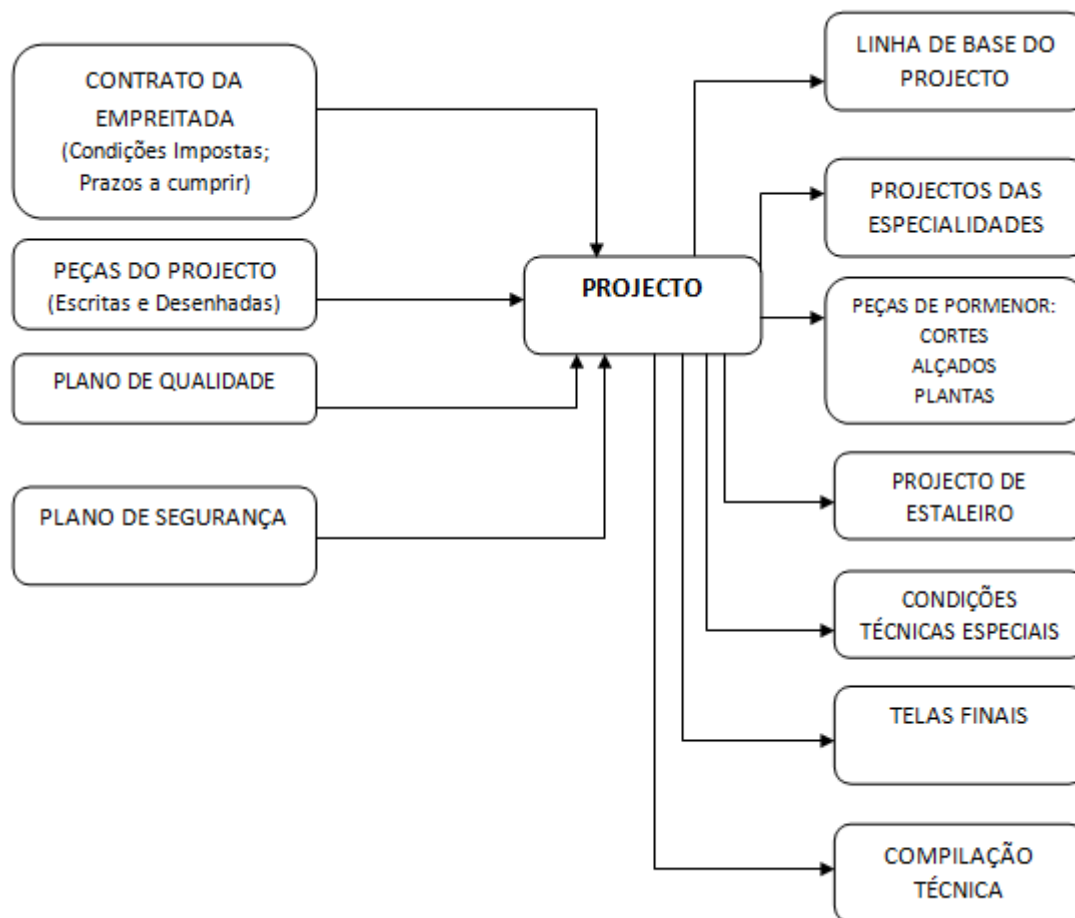 CONTRATO DA
EMPREITADA
(Condições Impostas;
Prazos a cumprir)
PEÇAS DO PROJECTO
(Escritas e Desenhadas)
PLANO DE QUALIDADE
PLANO DE SEGURANÇA
PROJECTO
LINHA DE BASE DO
PROJECTO
PROJECTOS DAS
ESPECIALIDADES
PEÇAS DE PORMENOR:
CORTES
ALÇADOS
PLANTAS
PROJECTO DE
ESTALEIRO
CONDIÇÕES
TÉCNICAS ESPECIAIS
TELAS FINAIS
COMPILAÇÃO
TÉCNICA